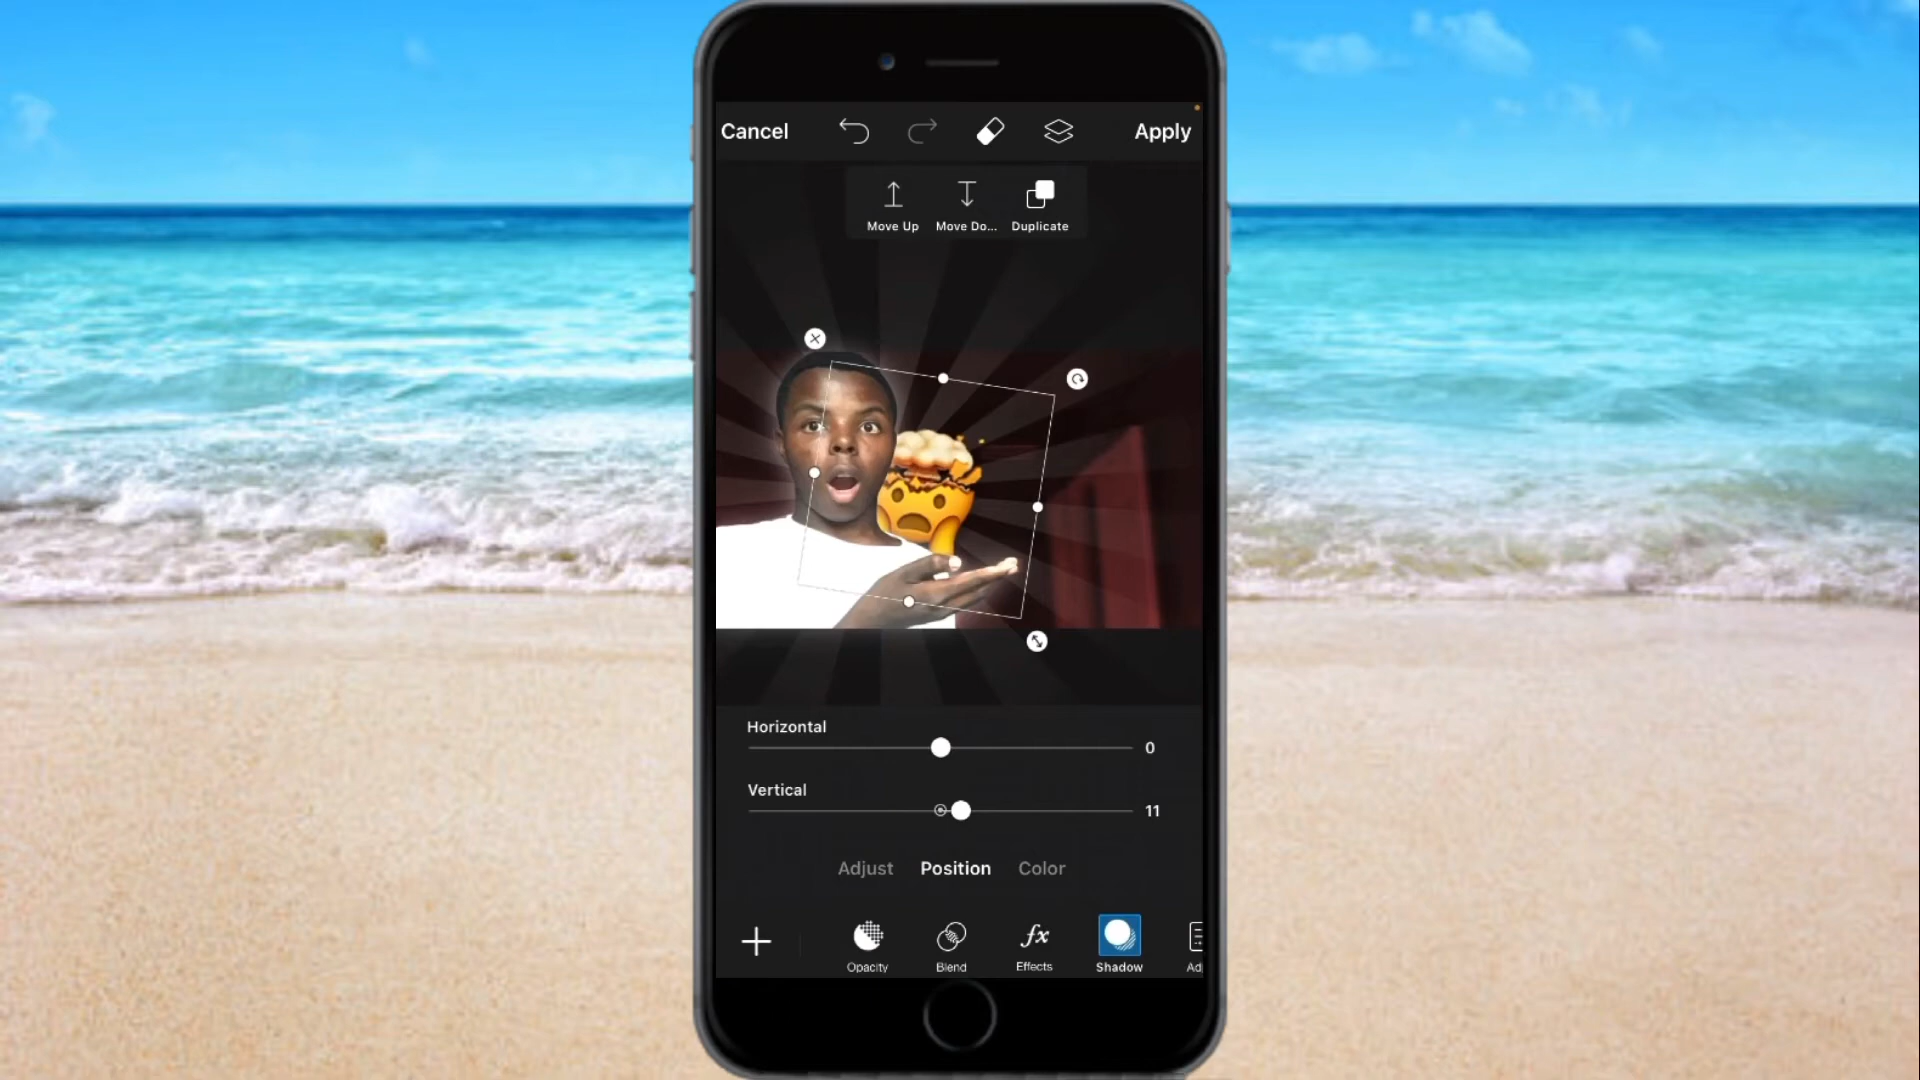 Cancel
Apply
Move Up
Move Do...
Duplicate
Horizontal
0
Vertical
11
Adjust
Position
Color
Opacity
Blend
fx
Effects
Shadow
Ad